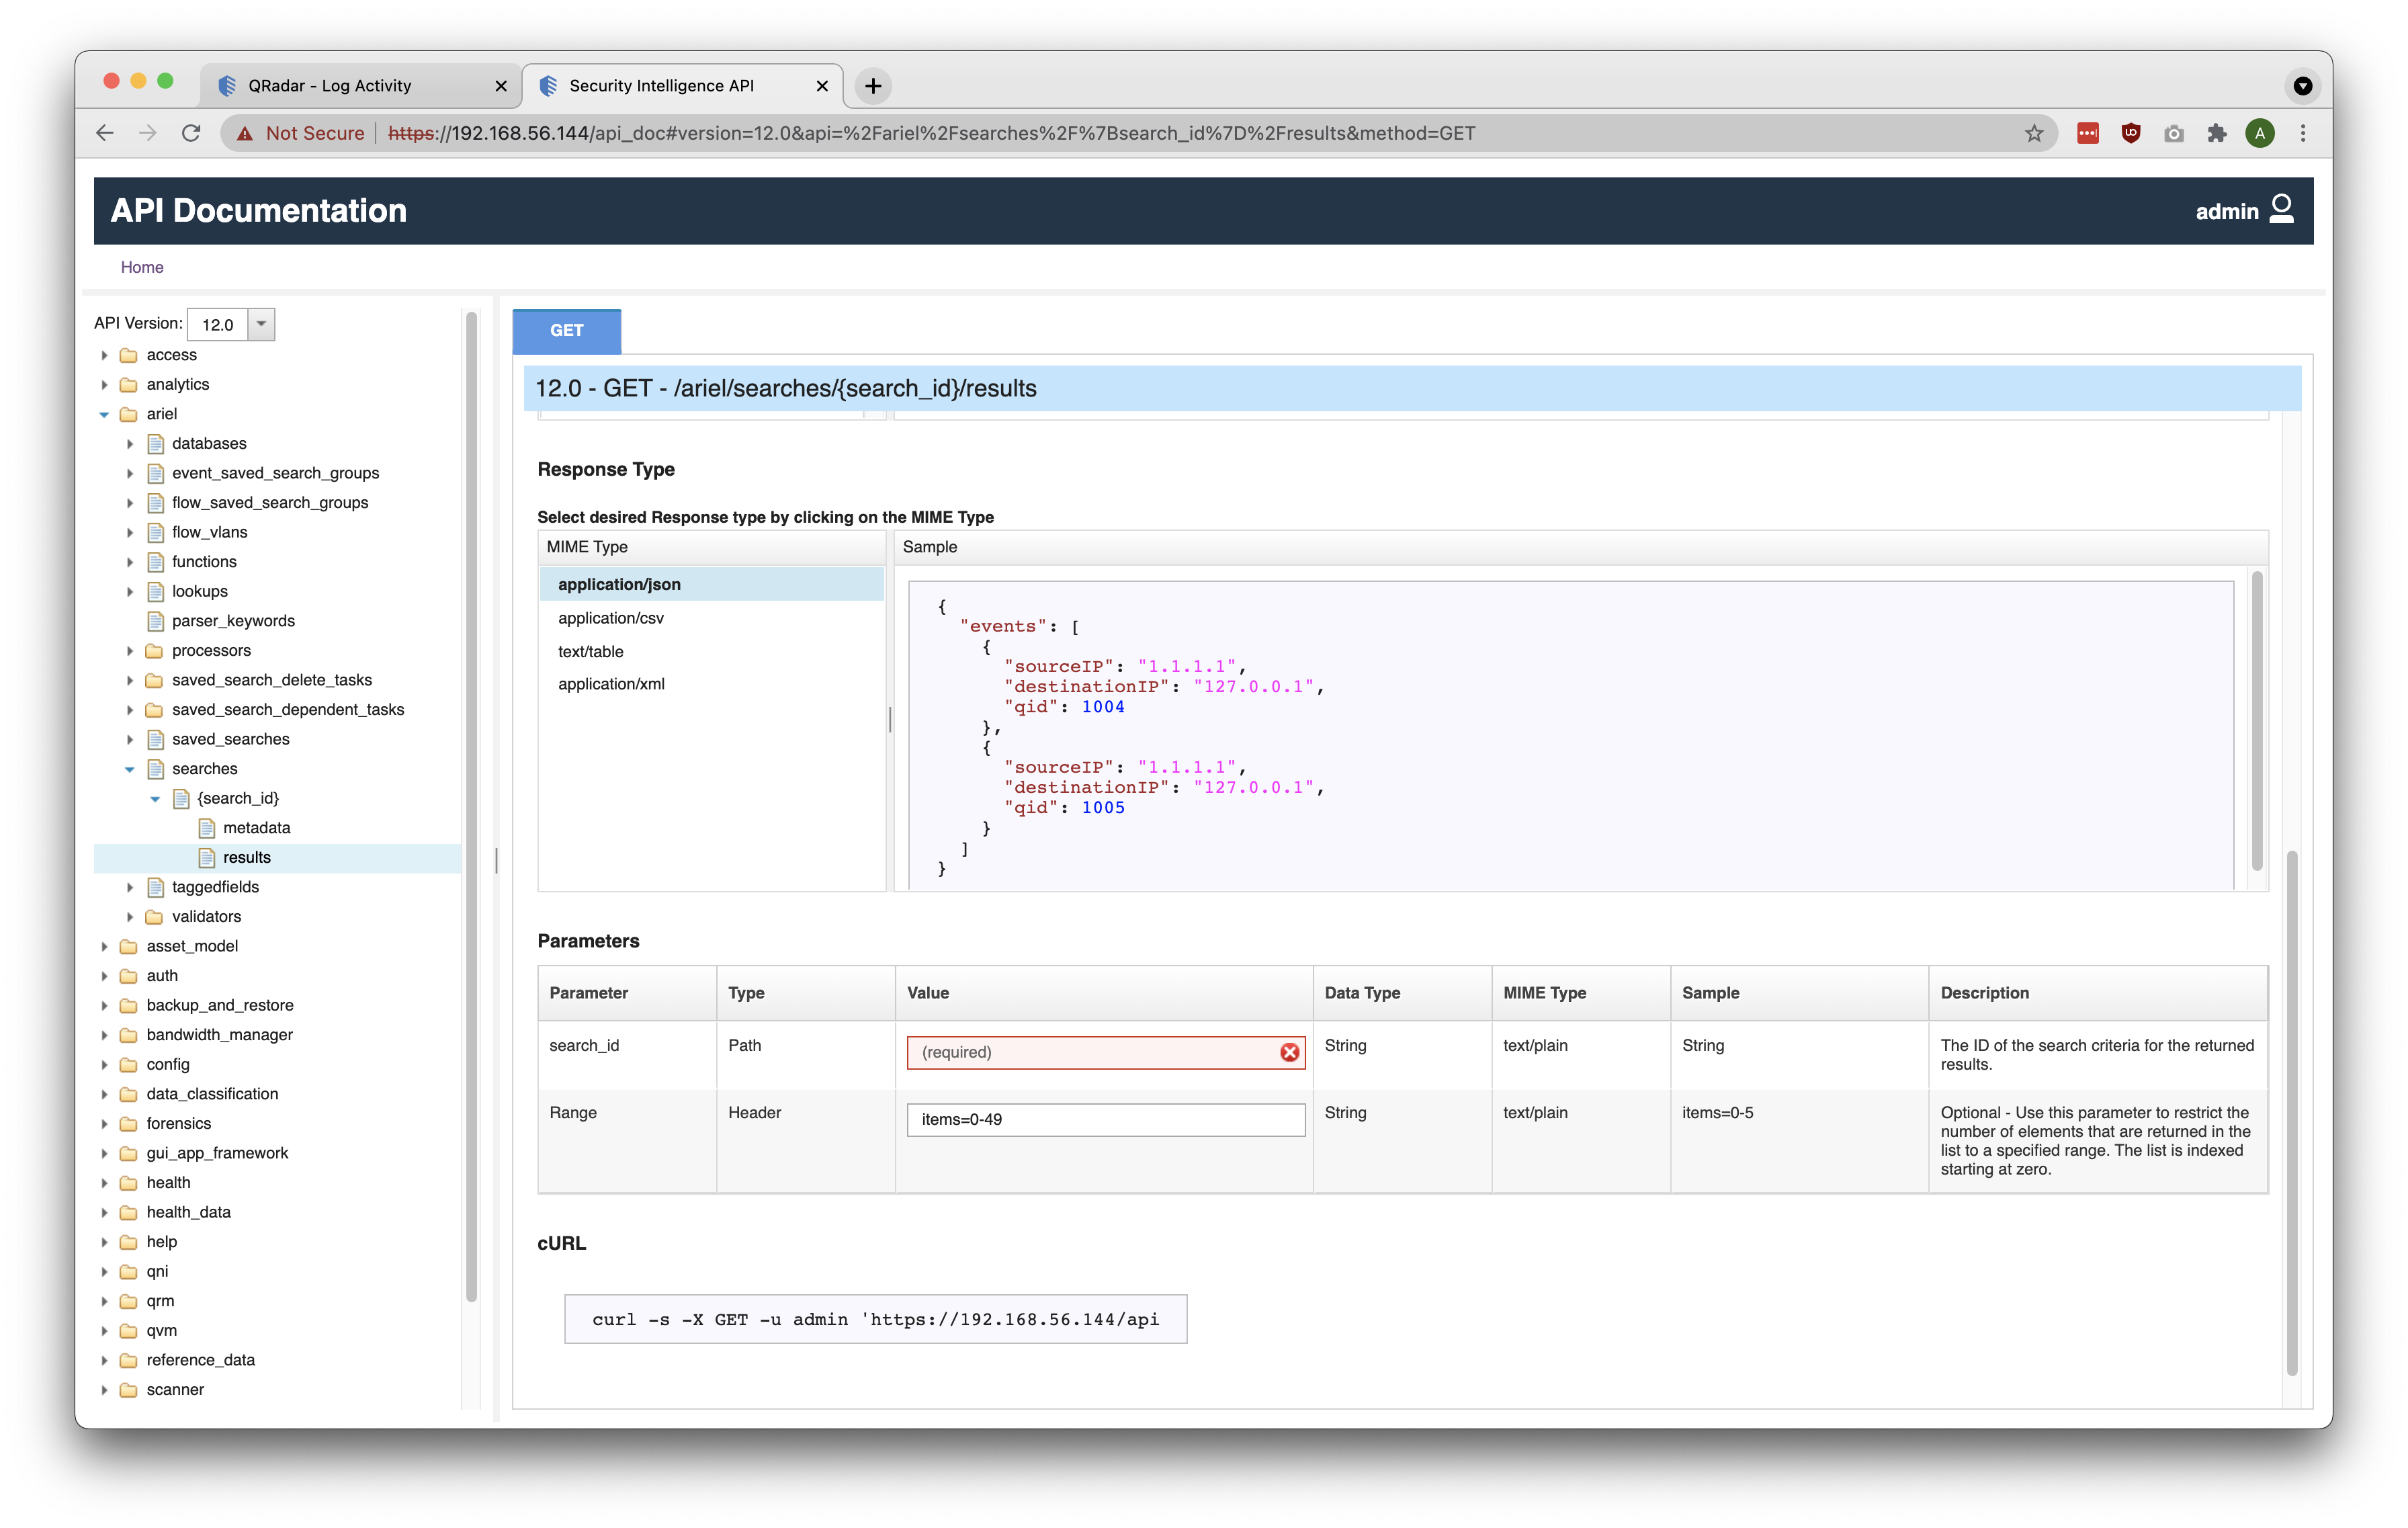 QRadar - Log Activity
Security Intelligence API
Not Secure
https://192.168.56.144/api_doc#version=12.0&api=%2Fariel%2Fsearches%2F%7Bsearch_id%7D%2Fresults&method=GET
A
API Documentation
admin
Home
API Version:
12.0
access
analytics
ariel
databases
event_saved_search_groups
flow_saved_search_groups
flow_vlans
functions
lookups
parser_keywords
processors
saved_search_delete_tasks
saved_search_dependent_tasks
saved_searches
searches
{search_id}
metadata
results
taggedfields
validators
asset_model
auth
backup_and_restore
bandwidth_manager
config
data_classification
forensics
gui_app_framework
health
health_data
help
qni
qrm
qvm
reference_data
scanner
GET
12.0 - GET - /ariel/searches/{search_id}/results
Response Type
Select desired Response type by clicking on the MIME Type
MIME Type
application/json
application/csv
text/table
application/xml
Sample
{
"events": [
{
"sourceIP": "1.1.1.1",
"destinationIP": "127.0.0.1",
"qid": 1004
},
{
"sourceIP": "1.1.1.1",
"destinationIP": "127.0.0.1",
"qid": 1005
}
]
}
Parameters
Parameter Type Value Data Type MIME Type Sample Description
search_id Path (required) String text/plain String The ID of the search criteria for the returned
results.
Range Header items=0-49 String text/plain items=0-5 Optional - Use this parameter to restrict the
number of elements that are returned in the
list to a specified range. The list is indexed
starting at zero.
cURL
curl -s -X GET -u admin 'https://192.168.56.144/api